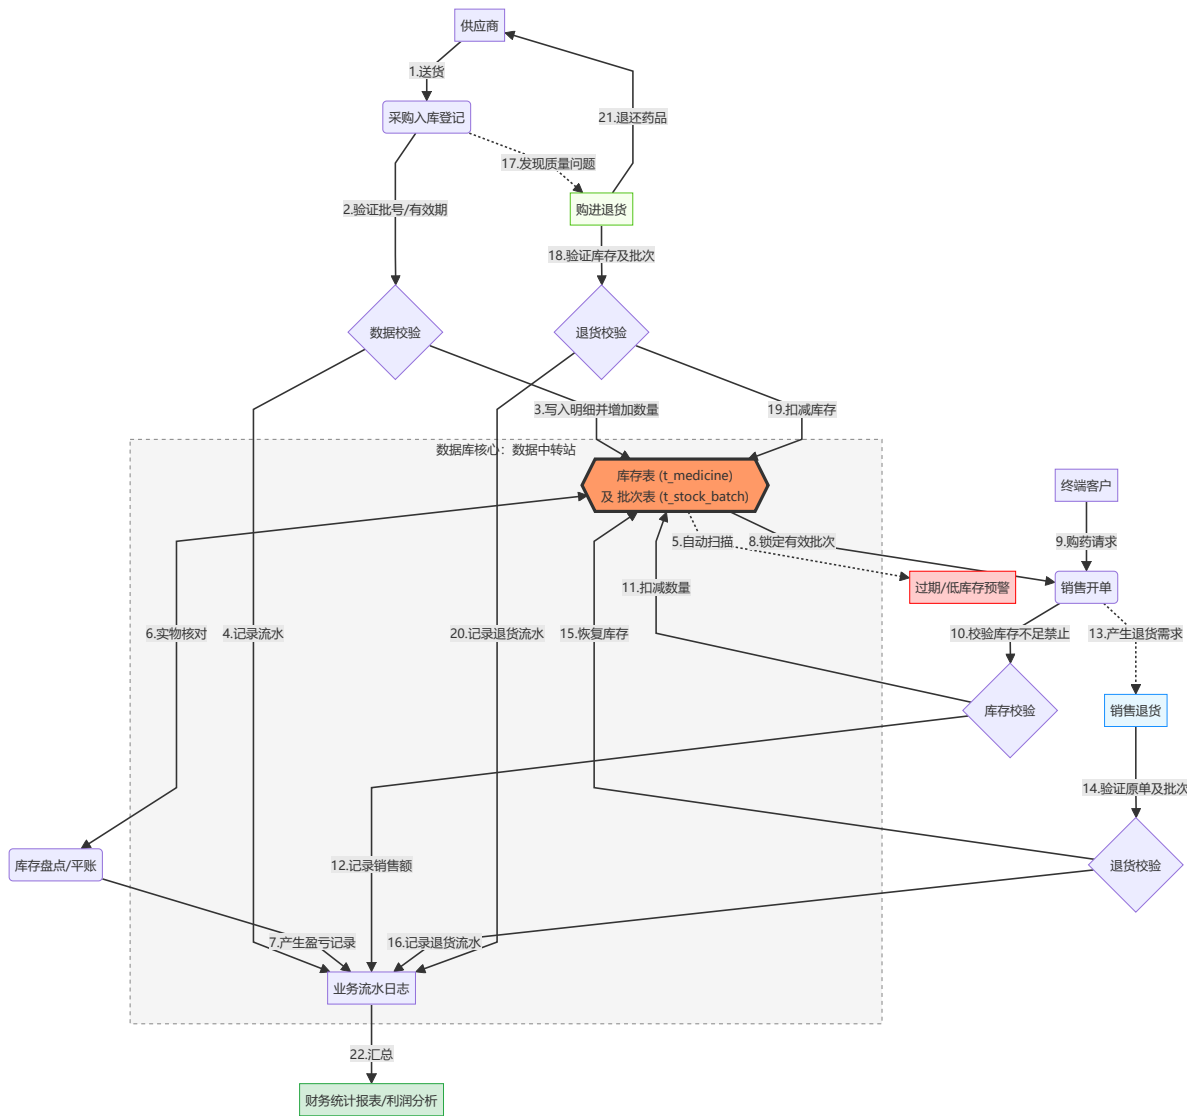 供应商
1.送货
采购入库登记
21.退还药品
17.发现质量问题
2.验证批号/有效期
购进退货
18.验证库存及批次
数据校验
退货校验
3.写入明细并增加数量
19.扣减库存
数据库核心：数据中转站
库存表 (t_medicine)
及 批次表 (t_stock_batch)
终端客户
5.自动扫描
8.锁定有效批次
9.购药请求
11.扣减数量
过期/低库存预警
销售开单
6.实物核对
4.记录流水
20.记录退货流水
15.恢复库存
10.校验库存不足禁止
13.产生退货需求
库存校验
销售退货
14.验证原单及批次
库存盘点/平账
12.记录销售额
退货校验
7.产生盈亏记录
16.记录退货流水
业务流水日志
22.汇总
财务统计报表/利润分析